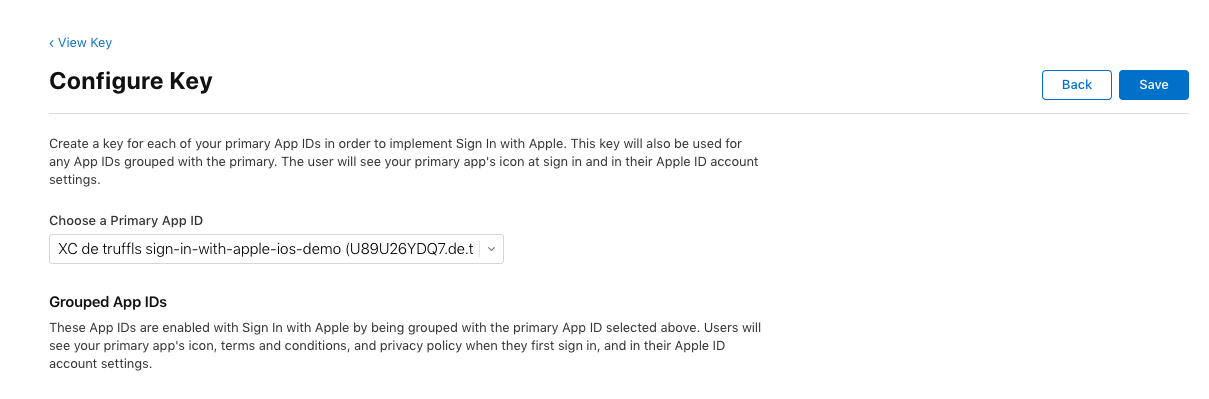 ‹ View Key
Configure Key
Back
Save
Create a key for each of your primary App IDs in order to implement Sign In with Apple. This key will also be used for
any App IDs grouped with the primary. The user will see your primary app's icon at sign in and in their Apple ID account
settings.
Choose a Primary App ID
XC de truffls sign-in-with-apple-ios-demo (U89U26YDQ7.de.t
Grouped App IDs
These App IDs are enabled with Sign In with Apple by being grouped with the primary App ID selected above. Users will
see your primary app's icon, terms and conditions, and privacy policy when they first sign in, and in their Apple ID
account settings.